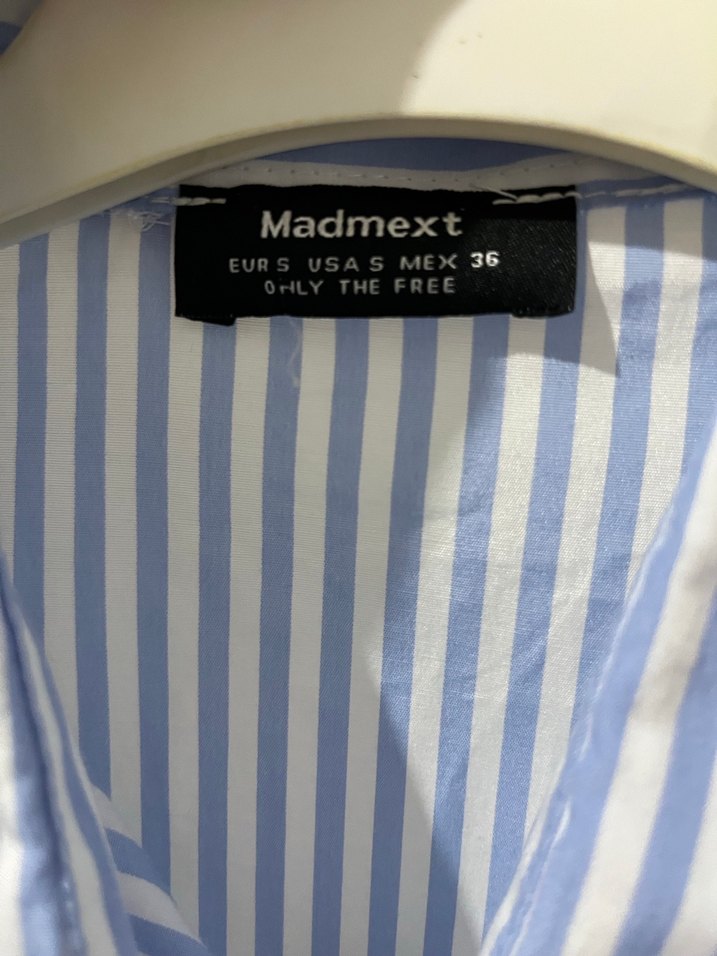 Madmext
EUR S USA S MEX 36
ONLY THE FREE